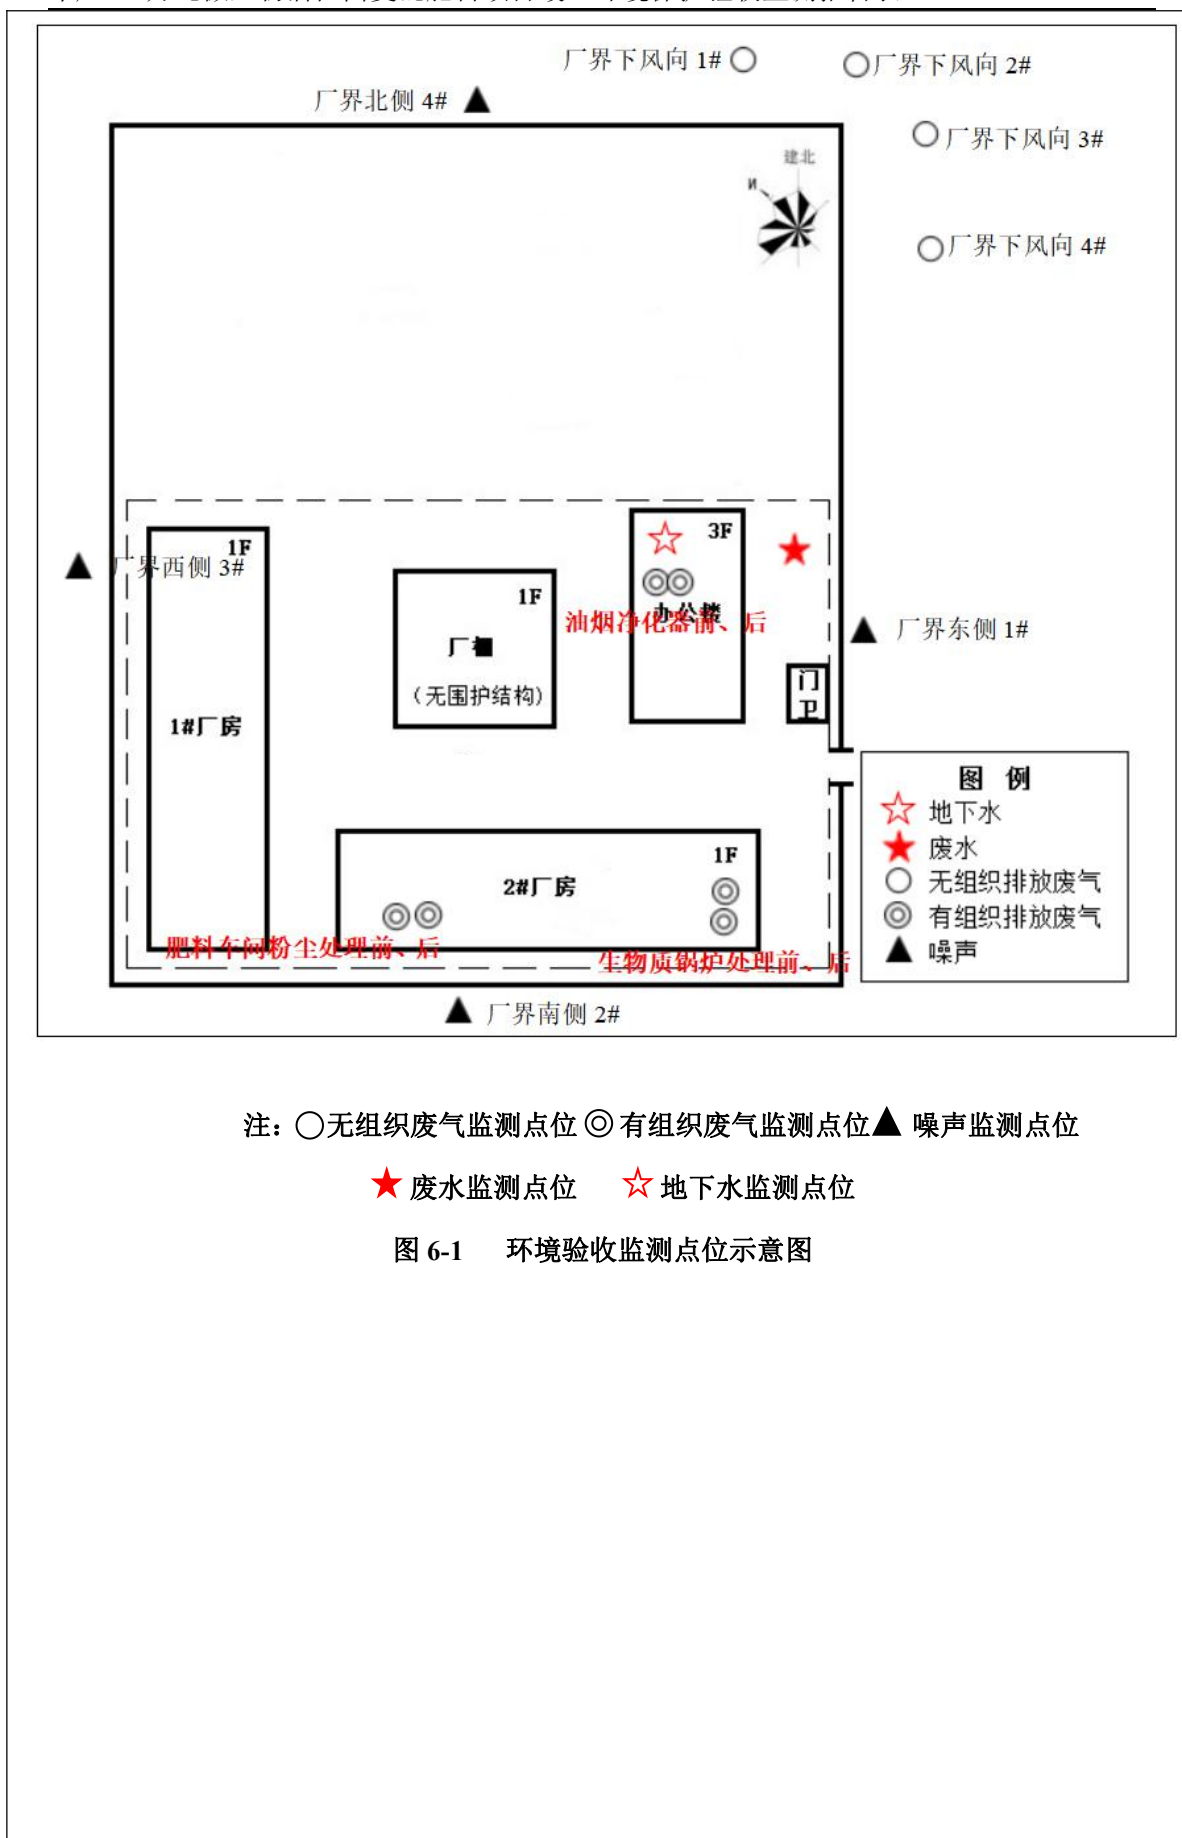 厂界下风向 1#
厂界下风向 2#
厂界北侧 4#
厂界下风向 3#
建北
N
厂界下风向 4#
3F
1F
厂界西侧 3#
1F
办公楼
油烟净化器前、后
厂界东侧 1#
厂
(无围护结构)
门卫
1#厂房
图 例
地下水
废水
1F
2#厂房
无组织排放废气
有组织排放废气
肥料车间粉尘处理前、后
生物质锅炉处理前、后
噪声
厂界南侧 2#
注：○无组织废气监测点位◎有组织废气监测点位▲ 噪声监测点位
★ 废水监测点位 ☆ 地下水监测点位
图 6-1 环境验收监测点位示意图